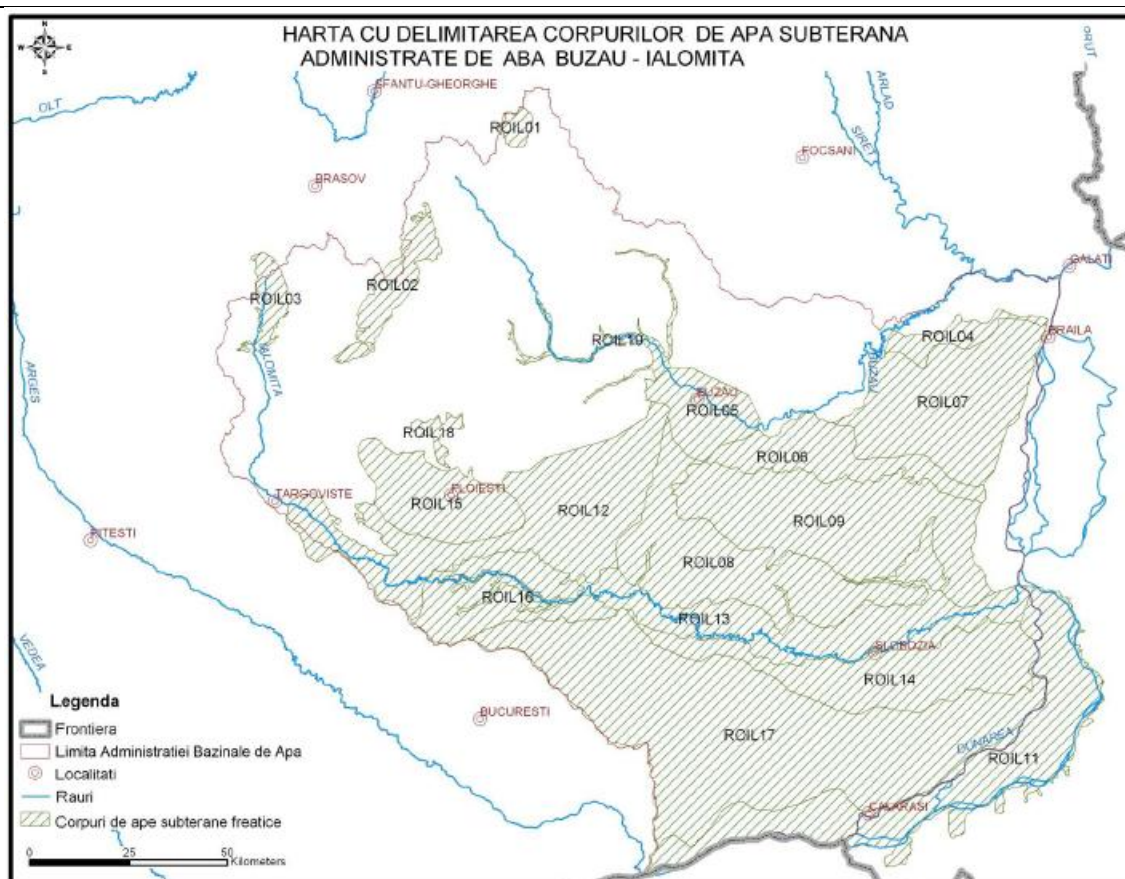 HARTA CU DELIMITAREA CORPURILOR DE APA SUBTERANA
ADMINISTRATE DE ABA BUZAU - IALOMITA
N
W
E
S
PRUT
OLT
SFANTU-GHEORGHE
ARLAD
ROIL01
SIRET
FOCSANI
BRASOV
GALATI
ROIL02
ROIL03
ROIL04
BRAILA
ROIL19
IALOMITA
BUZAU
ARGES
BUZAU
ROIL05
ROIL07
ROIL18
ROIL06
TARGOVISTE
PLOIESTI
ROIL15
ROIL12
ROIL09
PITESTI
ROIL08
ROIL16
ROIL13
SLOBOZIA
VEDEA
ROIL14
Legenda
Frontiera
BUCURESTI
ROIL17
DUNAREA
ROIL11
Limita Administratiei Bazinale de Apa
Localitati
Rauri
CALARASI
Corpuri de ape subterane freatice
0 25 50
Kilometers